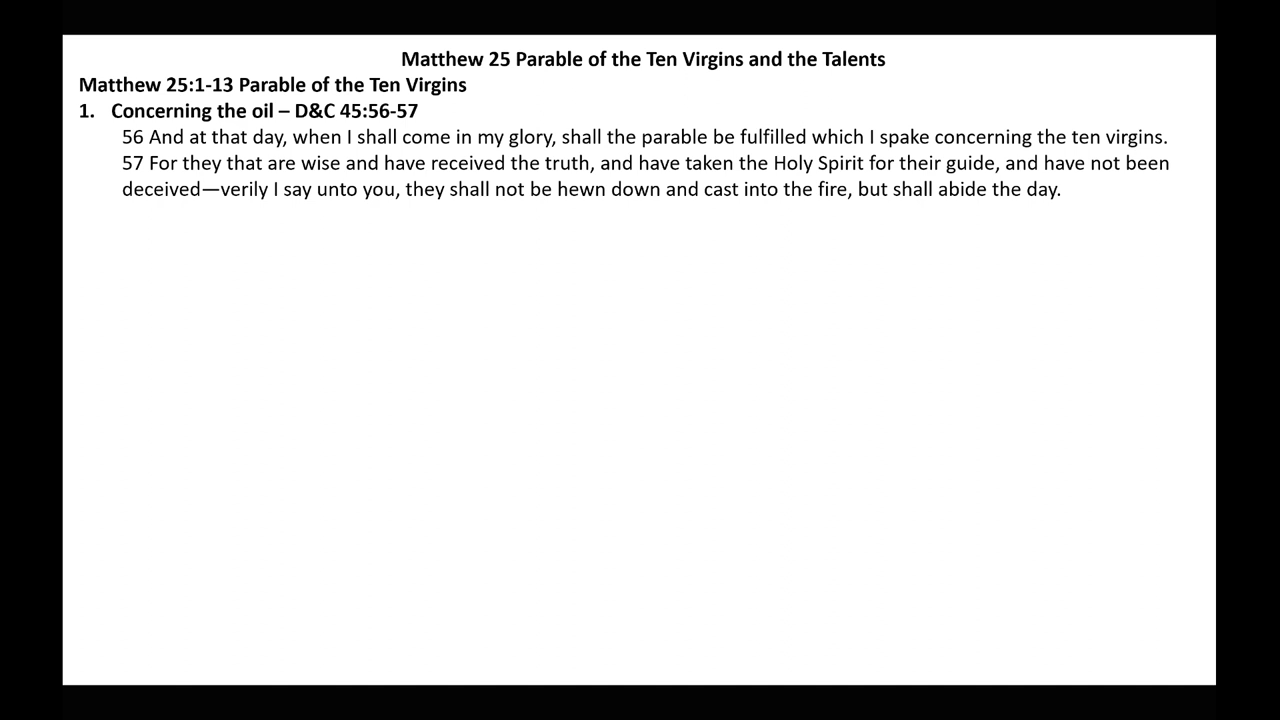 Matthew 25 Parable of the Ten Virgins and the Talents
Matthew 25:1-13 Parable of the Ten Virgins
1. Concerning the oil – D&C 45:56-57
56 And at that day, when I shall come in my glory, shall the parable be fulfilled which I spake concerning the ten virgins.
57 For they that are wise and have received the truth, and have taken the Holy Spirit for their guide, and have not been
deceived—verily I say unto you, they shall not be hewn down and cast into the fire, but shall abide the day.